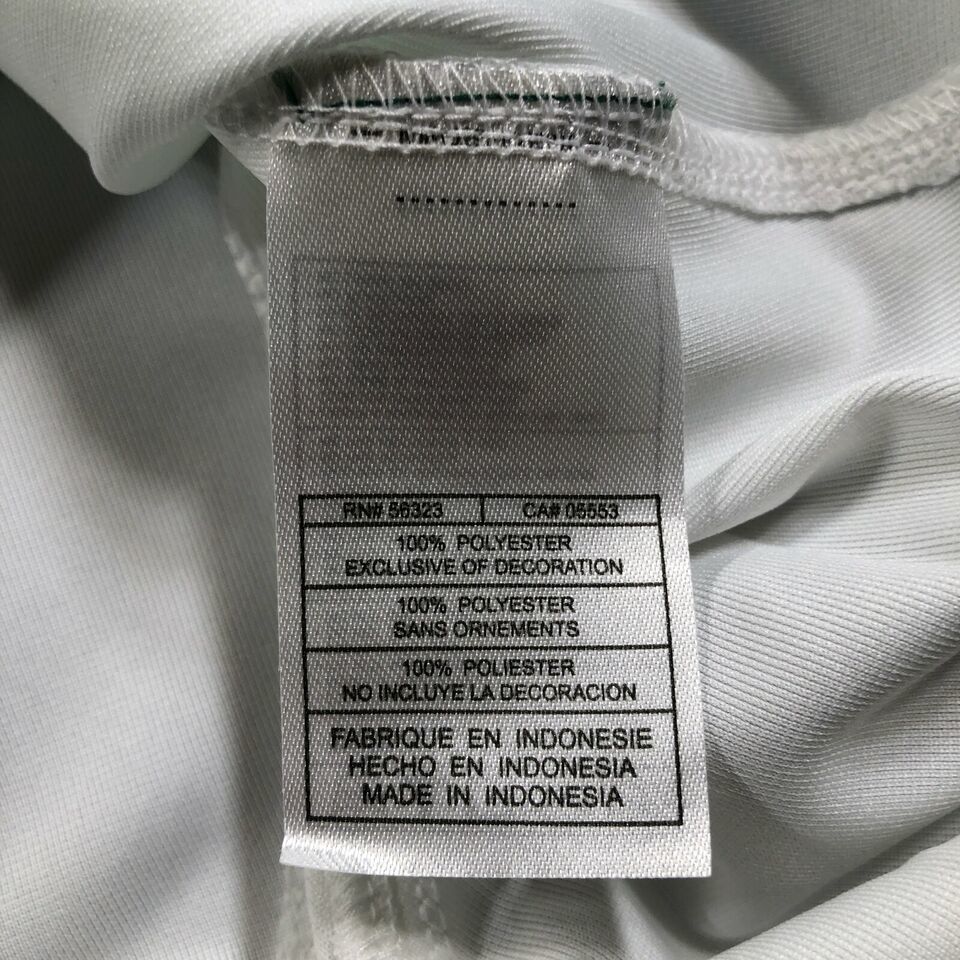 RN# 56323 CA# 05553
100% POLYESTER
EXCLUSIVE OF DECORATION
100% POLYESTER
SANS ORNEMENTS
100% POLIESTER
NO INCLUYE LA DECORACION
FABRIQUE EN INDONESIE
HECHO EN INDONESIA
MADE IN INDONESIA